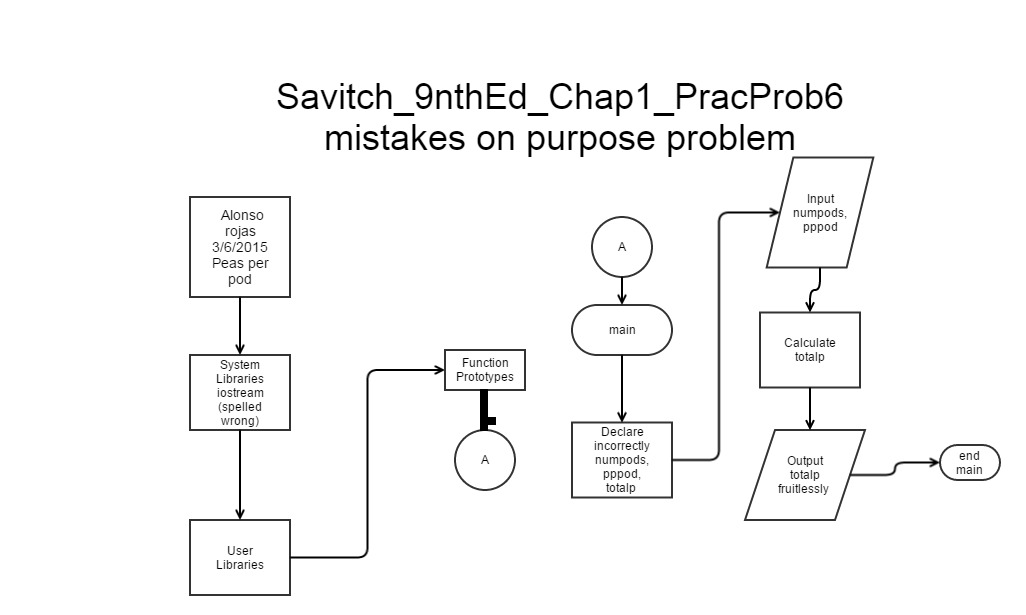 Savitch_9nthEd_Chap1_PracProb6
mistakes on purpose problem
Alonso
rojas
3/6/2015
Peas per
pod
System
Libraries
iostream
(spelled
wrong)
User
Libraries
Function
Prototypes
A
A
main
Declare
incorrectly
numpods,
pppod,
totalp
Input
numpods,
pppod
Calculate
totalp
Output
totalp
fruitlessly
end
main